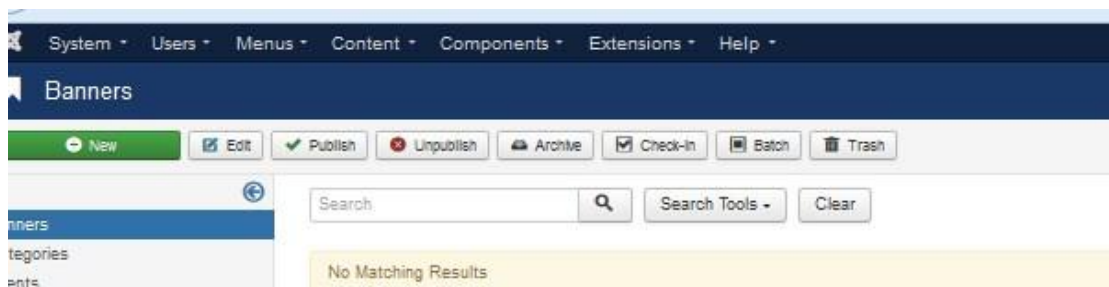 System Users Menus Content Components Extensions Help
Banners
New Edit Publish Unpublish Archive Check-in Batch Trash
Search Search Tools Clear
nners
tegories
No Matching Results
ents